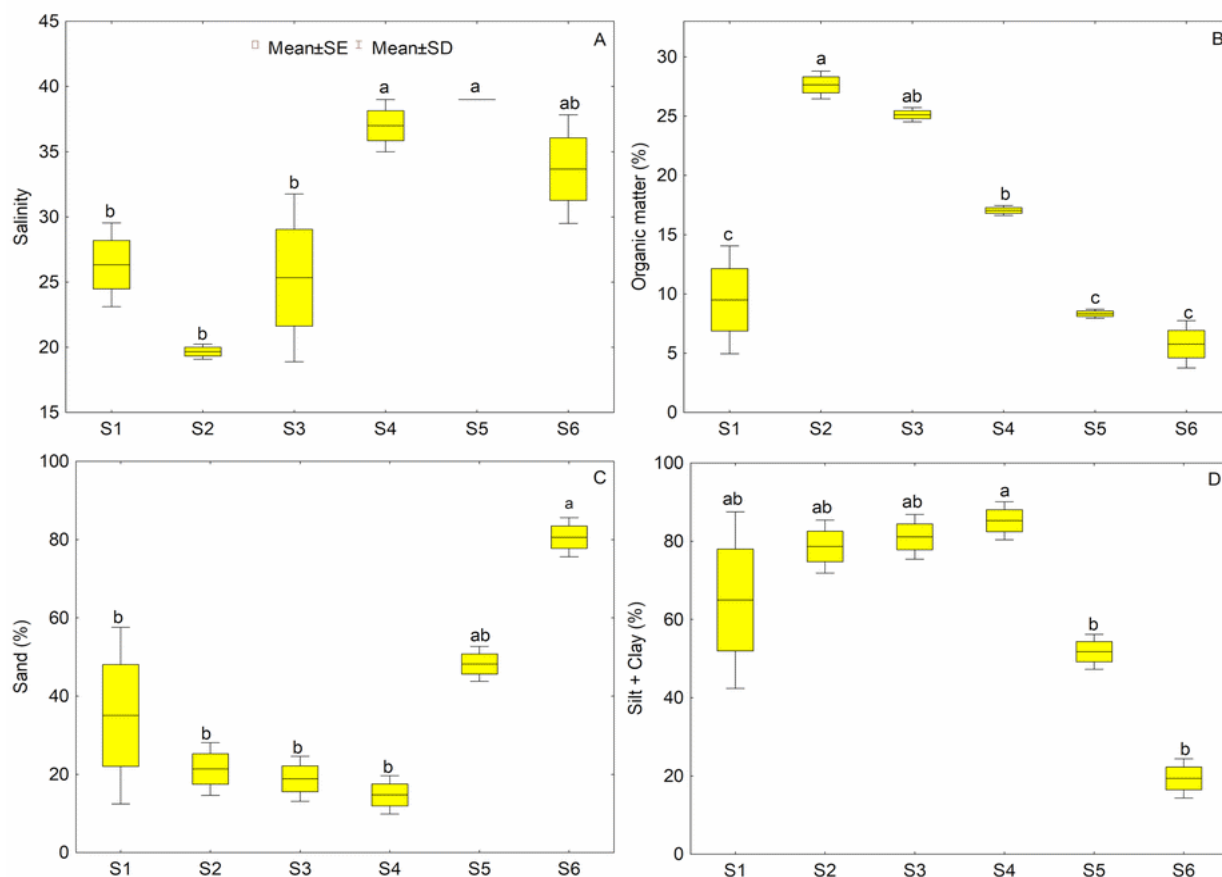 Mean±SE Mean±SD
A
Salinity
45
40
35
30
25
20
15
b
b
b
a
a
ab
S1 S2 S3 S4 S5 S6
B
Organic matter (%)
30
25
20
15
10
5
0
c
a
ab
b
c
c
S1 S2 S3 S4 S5 S6
C
Sand (%)
100
80
60
40
20
0
b
b
b
b
ab
a
S1 S2 S3 S4 S5 S6
D
Silt + Clay (%)
100
80
60
40
20
0
ab
ab
ab
a
b
b
S1 S2 S3 S4 S5 S6